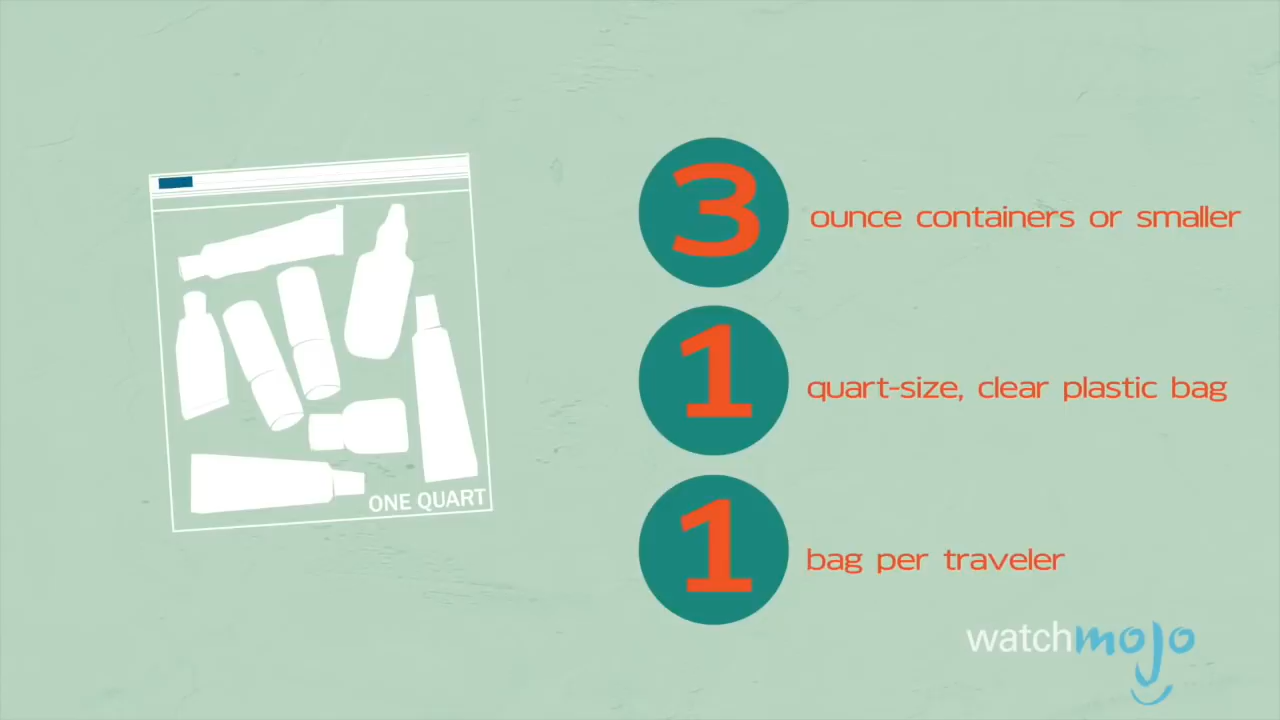 3 ounce containers or smaller
1 quart-size, clear plastic bag
ONE QUART
1 bag per traveler
watchmojo